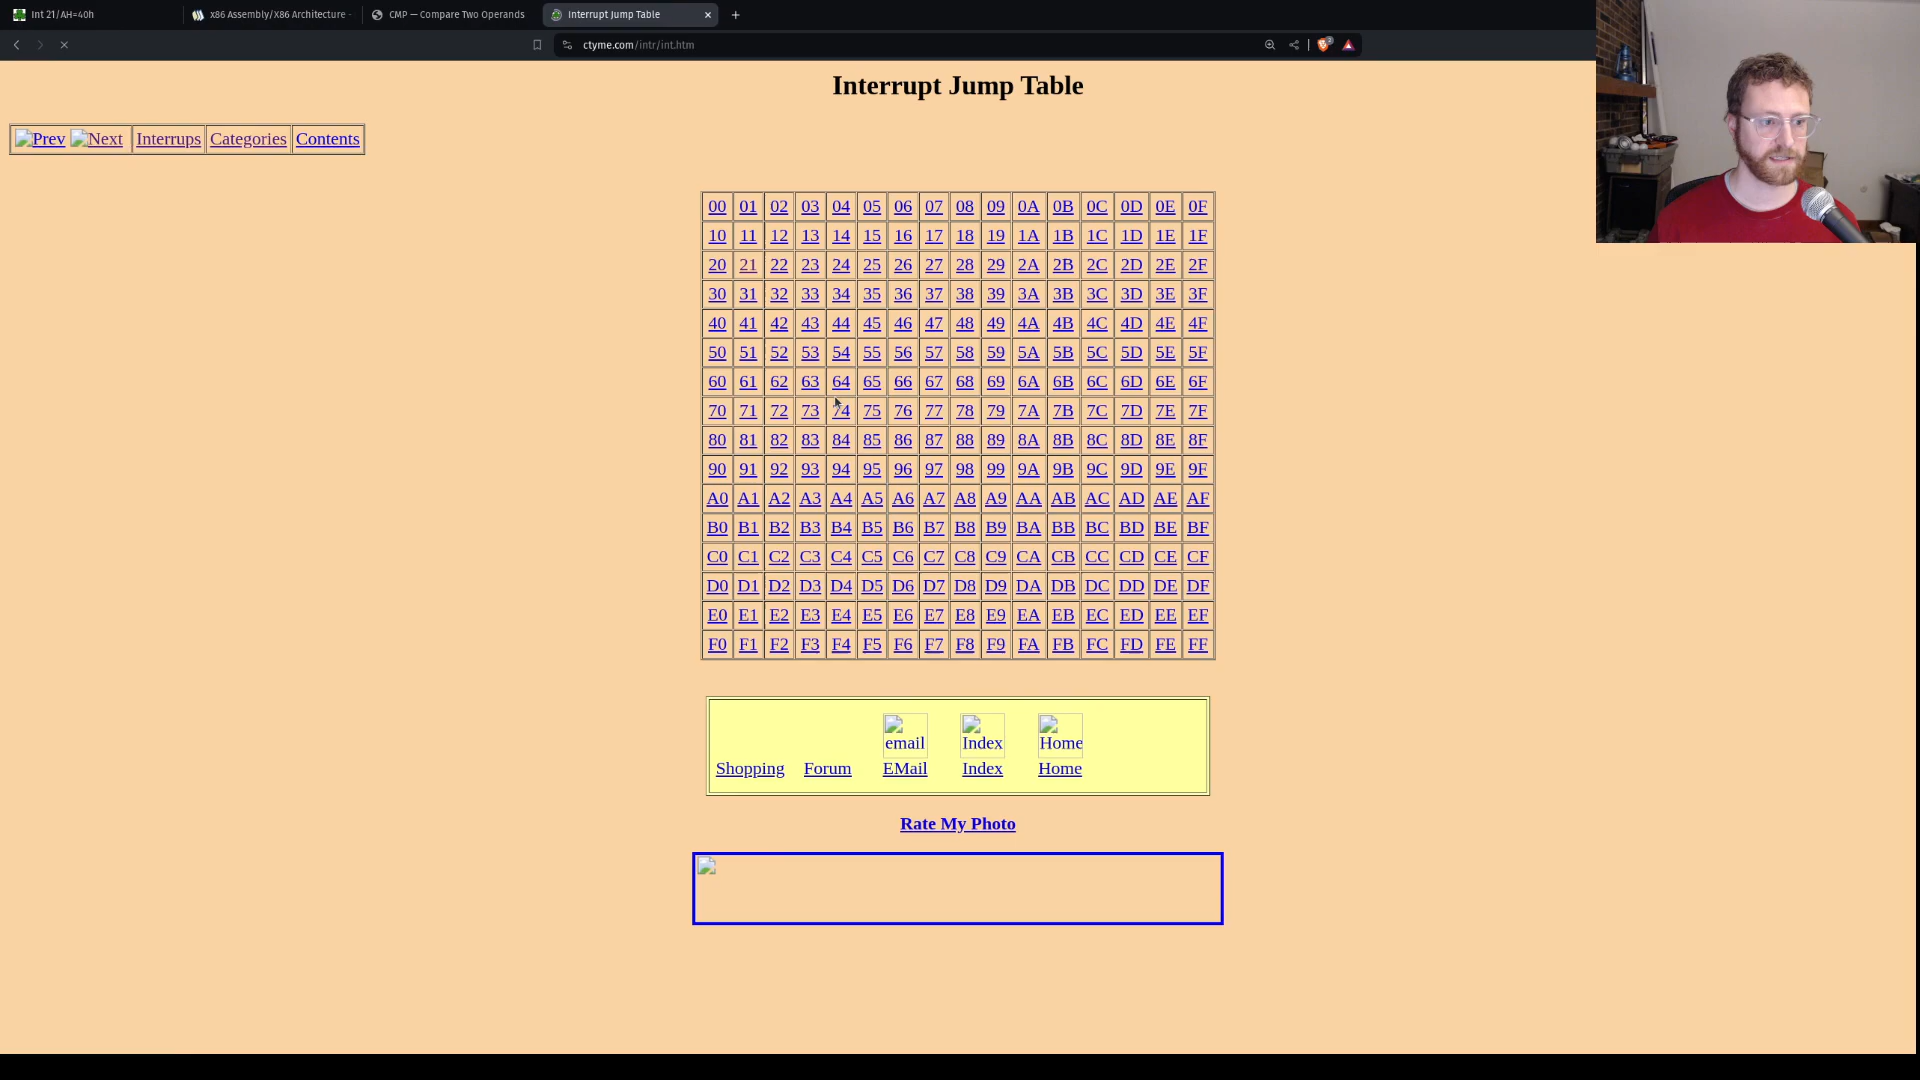 Int 21/AH=40h
x86 Assembly/X86 Architecture -
CMP — Compare Two Operands
Interrupt Jump Table
ctyme.com/intr/int.htm
Interrupt Jump Table
Prev Next Interrups Categories Contents
00 01 02 03 04 05 06 07 08 09 0A 0B 0C 0D 0E 0F
10 11 12 13 14 15 16 17 18 19 1A 1B 1C 1D 1E 1F
20 21 22 23 24 25 26 27 28 29 2A 2B 2C 2D 2E 2F
30 31 32 33 34 35 36 37 38 39 3A 3B 3C 3D 3E 3F
40 41 42 43 44 45 46 47 48 49 4A 4B 4C 4D 4E 4F
50 51 52 53 54 55 56 57 58 59 5A 5B 5C 5D 5E 5F
60 61 62 63 64 65 66 67 68 69 6A 6B 6C 6D 6E 6F
70 71 72 73 74 75 76 77 78 79 7A 7B 7C 7D 7E 7F
80 81 82 83 84 85 86 87 88 89 8A 8B 8C 8D 8E 8F
90 91 92 93 94 95 96 97 98 99 9A 9B 9C 9D 9E 9F
A0 A1 A2 A3 A4 A5 A6 A7 A8 A9 AA AB AC AD AE AF
B0 B1 B2 B3 B4 B5 B6 B7 B8 B9 BA BB BC BD BE BF
C0 C1 C2 C3 C4 C5 C6 C7 C8 C9 CA CB CC CD CE CF
D0 D1 D2 D3 D4 D5 D6 D7 D8 D9 DA DB DC DD DE DF
E0 E1 E2 E3 E4 E5 E6 E7 E8 E9 EA EB EC ED EE EF
F0 F1 F2 F3 F4 F5 F6 F7 F8 F9 FA FB FC FD FE FF
email Index Home
Shopping Forum EMail Index Home
Rate My Photo